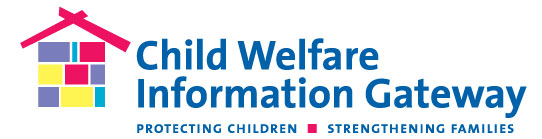 Child Welfare
Information Gateway
PROTECTING CHILDREN ■ STRENGTHENING FAMILIES